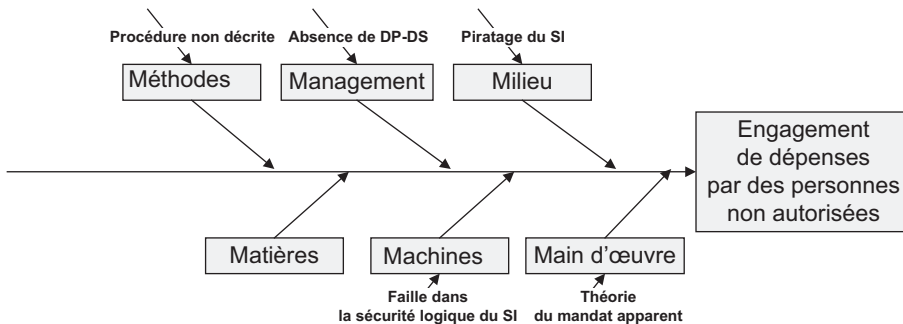 Procédure non décrite
Absence de DP-DS
Piratage du SI
Méthodes
Management
Milieu
Engagement
de dépenses
par des personnes
non autorisées
Matières
Machines
Main d’œuvre
Faille dans
la sécurité logique du SI
Théorie
du mandat apparent